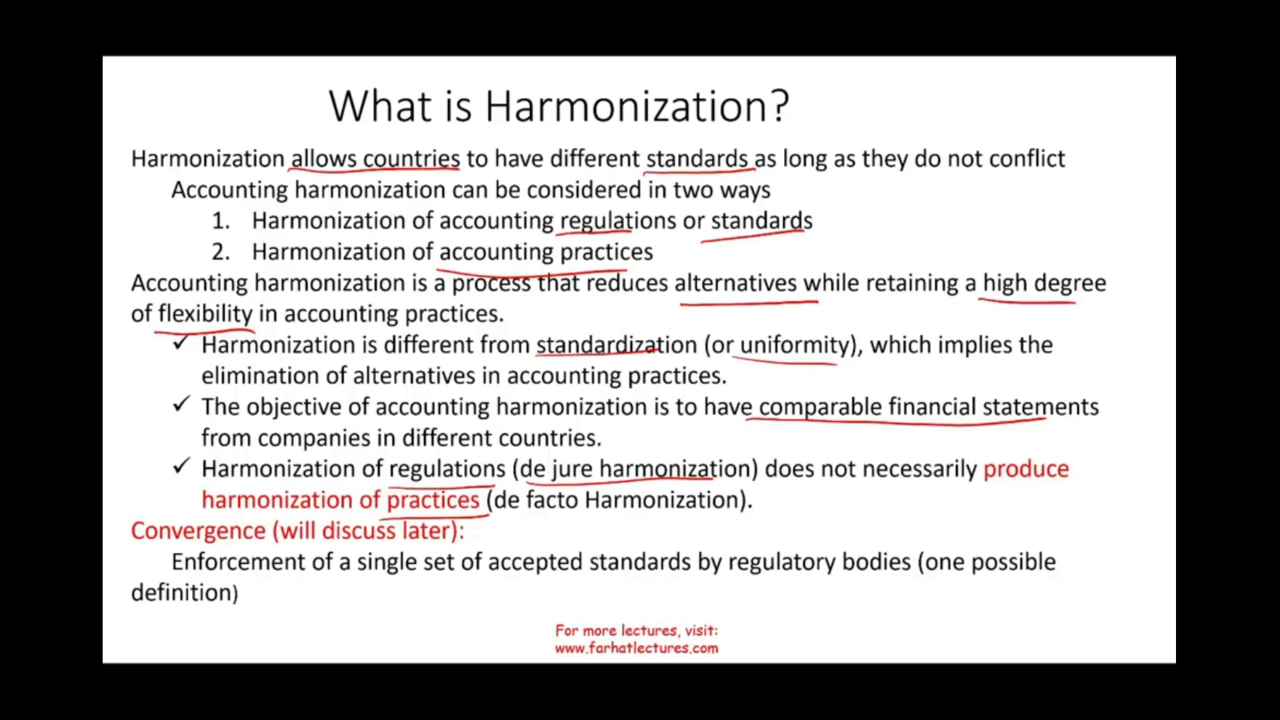 What is Harmonization?
Harmonization allows countries to have different standards as long as they do not conflict
Accounting harmonization can be considered in two ways
1. Harmonization of accounting regulations or standards
2. Harmonization of accounting practices
Accounting harmonization is a process that reduces alternatives while retaining a high degree
of flexibility in accounting practices.
✓ Harmonization is different from standardization (or uniformity), which implies the
elimination of alternatives in accounting practices.
✓ The objective of accounting harmonization is to have comparable financial statements
from companies in different countries.
✓ Harmonization of regulations (de jure harmonization) does not necessarily produce
harmonization of practices (de facto Harmonization).
Convergence (will discuss later):
Enforcement of a single set of accepted standards by regulatory bodies (one possible
definition)
For more lectures, visit:
www.farhatlectures.com